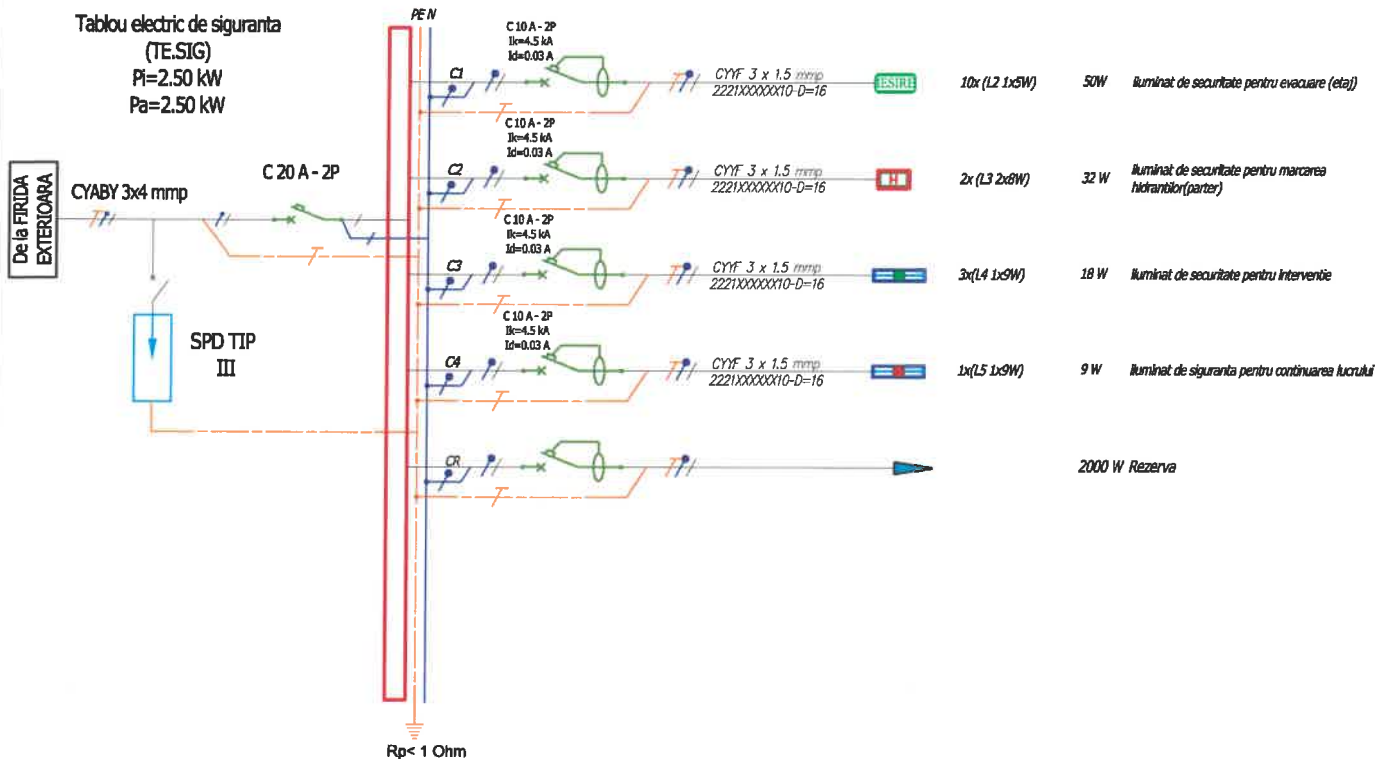 Tablou electric de siguranta
(TE.SIG)
Pi=2.50 kW
Pa=2.50 kW
De la FIRIDA
EXTERIOARA
CYABY 3x4 mmp
C 20 A - 2P
SPD TIP
III
PE N
C1
C 10 A - 2P
Ik=4.5 kA
Id=0.03 A
CYYF 3 x 1.5 mmp
2221XXXXXX10-D=16
IESIRE
10x (L2 1x5W)
50W
iluminat de securitate pentru evacuare (etaj)
C2
C 10 A - 2P
Ik=4.5 kA
Id=0.03 A
CYYF 3 x 1.5 mmp
2221XXXXXX10-D=16
H
2x (L3 2x8W)
32 W
iluminat de securitate pentru marcarea
hidrantilor(parter)
C3
C 10 A - 2P
Ik=4.5 kA
Id=0.03 A
CYYF 3 x 1.5 mmp
2221XXXXXX10-D=16
3x(L4 1x9W)
18 W
iluminat de securitate pentru interventie
C4
C 10 A - 2P
Ik=4.5 kA
Id=0.03 A
CYYF 3 x 1.5 mmp
2221XXXXXX10-D=16
1x(L5 1x9W)
9 W
iluminat de siguranta pentru continuarea lucrului
CR
2000 W Rezerva
Rp< 1 Ohm